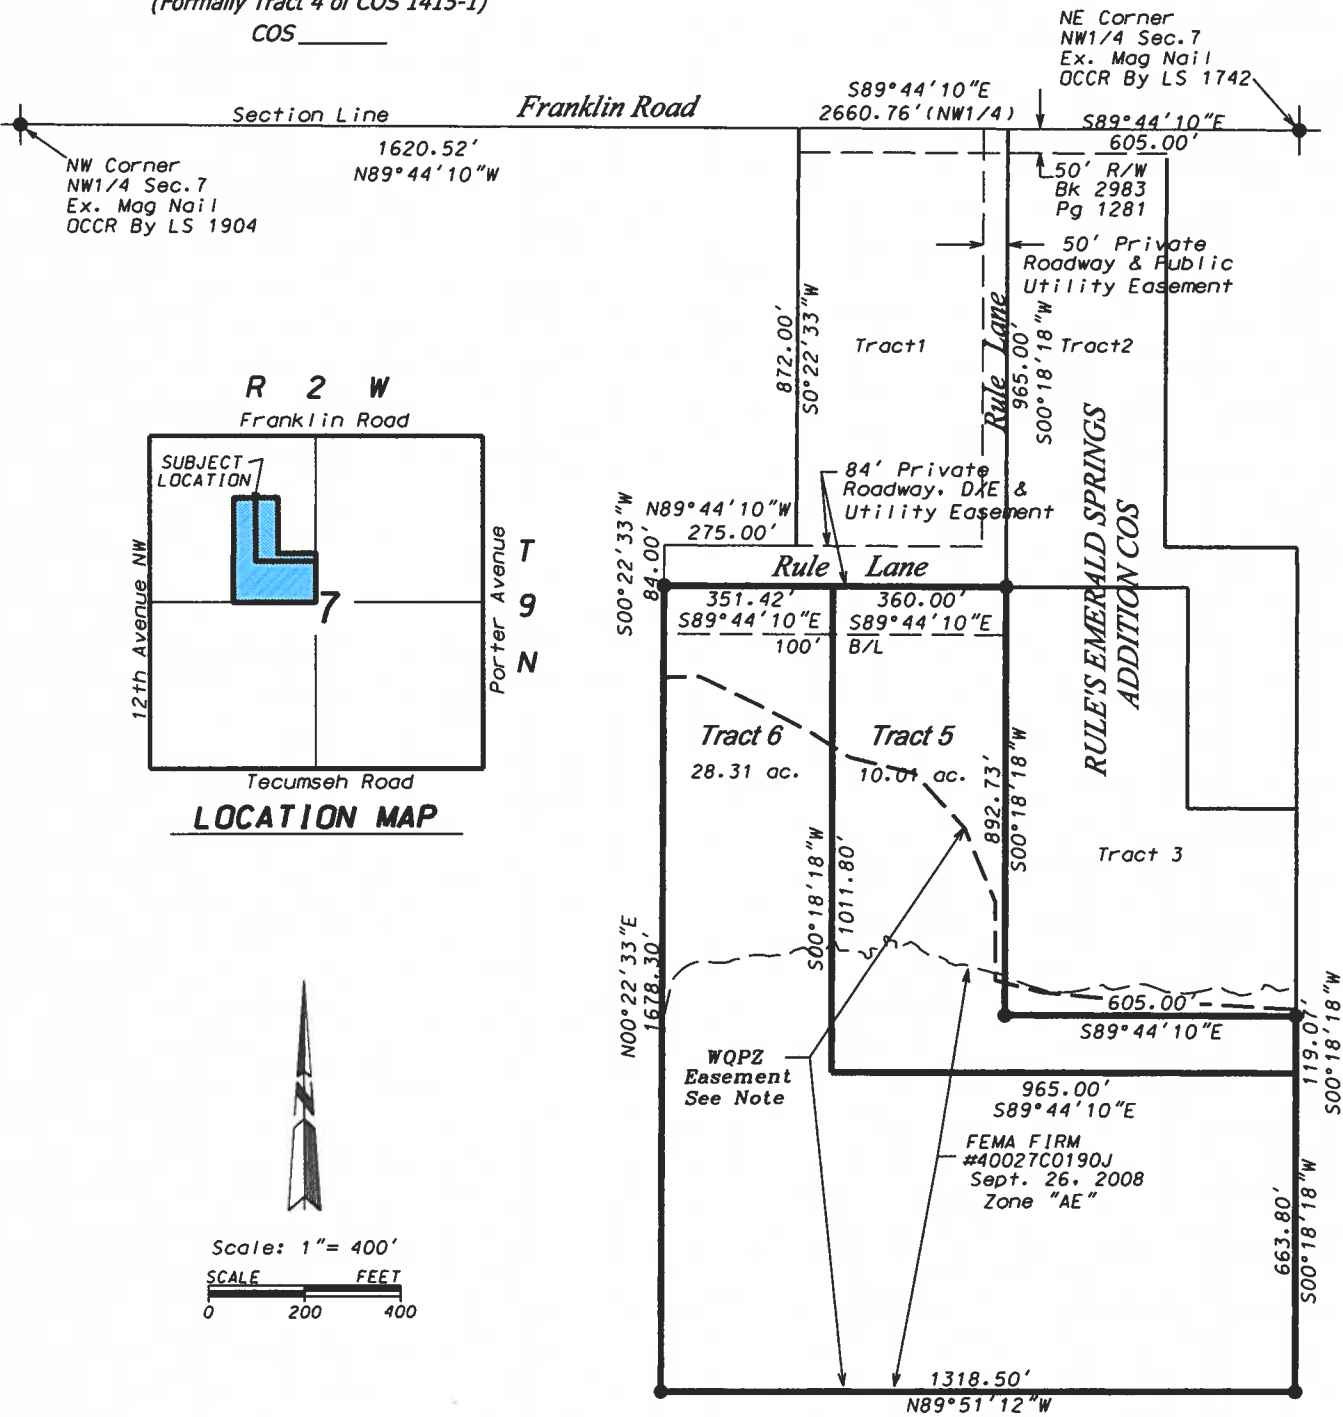 (Formally Tract 4 of COS 1415-1)
COS
NE Corner
NW1/4 Sec.7
Ex. Mag Nail
OCCR By LS 1742
Section Line
Franklin Road
S89°44'10"E
2660.76'(NW1/4)
S89°44'10"E
605.00'
1620.52'
N89°44'10"W
NW Corner
NW1/4 Sec.7
Ex. Mag Nail
OCCR By LS 1904
50' R/W
Bk 2983
Pg 1281
50' Private
Roadway & Public
Utility Easement
872.00'
S0°22'33"W
Tract1
Rule Lane
965.00'
S00°18'18"W
Tract2
R 2 W
Franklin Road
SUBJECT
LOCATION
12th Avenue NW
Porter Avenue
T
9
N
7
Tecumseh Road
LOCATION MAP
84' Private
Roadway, D/E &
Utility Easement
N89°44'10"W
275.00'
S00°22'33"W
84.00'
Rule Lane
351.42'
S89°44'10"E
360.00'
S89°44'10"E
100' B/L
RULE'S EMERALD SPRINGS
ADDITION COS
Tract 6
28.31 ac.
Tract 5
10.01 ac.
892.73'
S00°18'18"W
Tract 3
S00°18'18"W
1011.80'
N00°22'33"E
1678.30'
605.00'
S89°44'10"E
119.07'
S00°18'18"W
WQPZ
Easement
See Note
965.00'
S89°44'10"E
FEMA FIRM
#40027C0190J
Sept. 26, 2008
Zone "AE"
663.80'
S00°18'18"W
N
Scale: 1"= 400'
SCALE FEET
0 200 400
1318.50'
N89°51'12"W